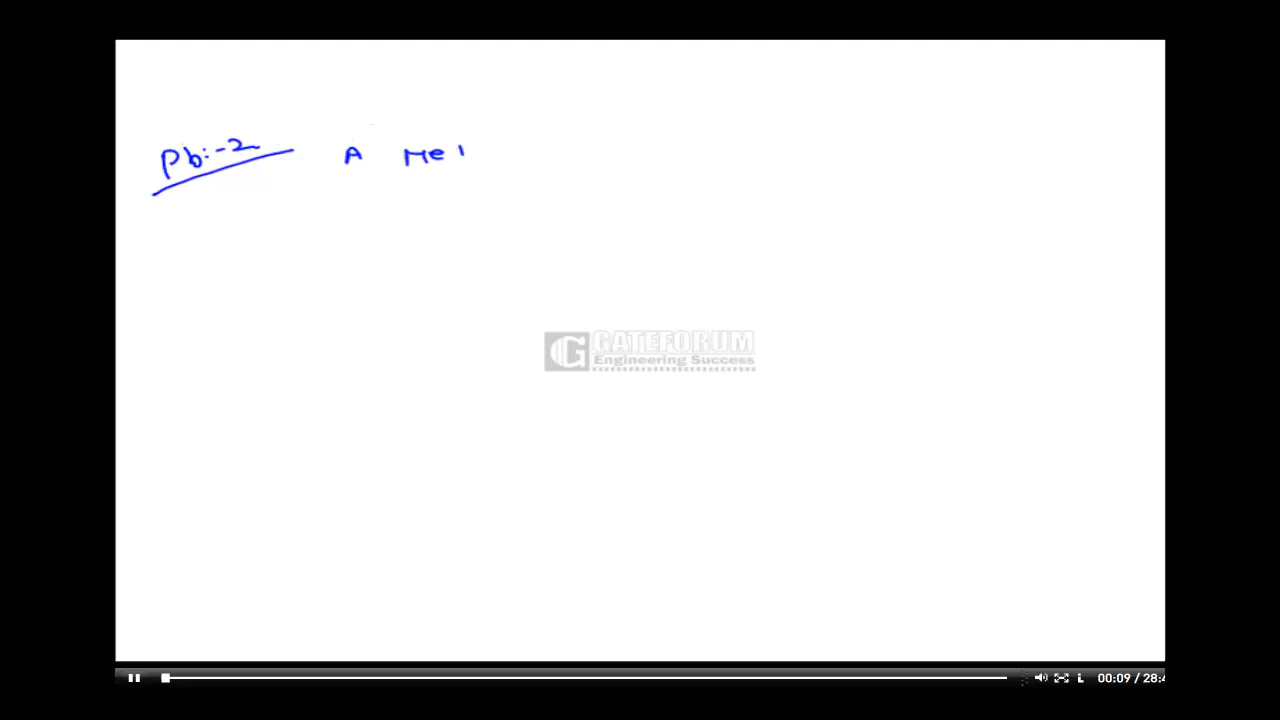 Pb:-2 A Me
GATEFORUM
Engineering Success
00:09 / 28:4